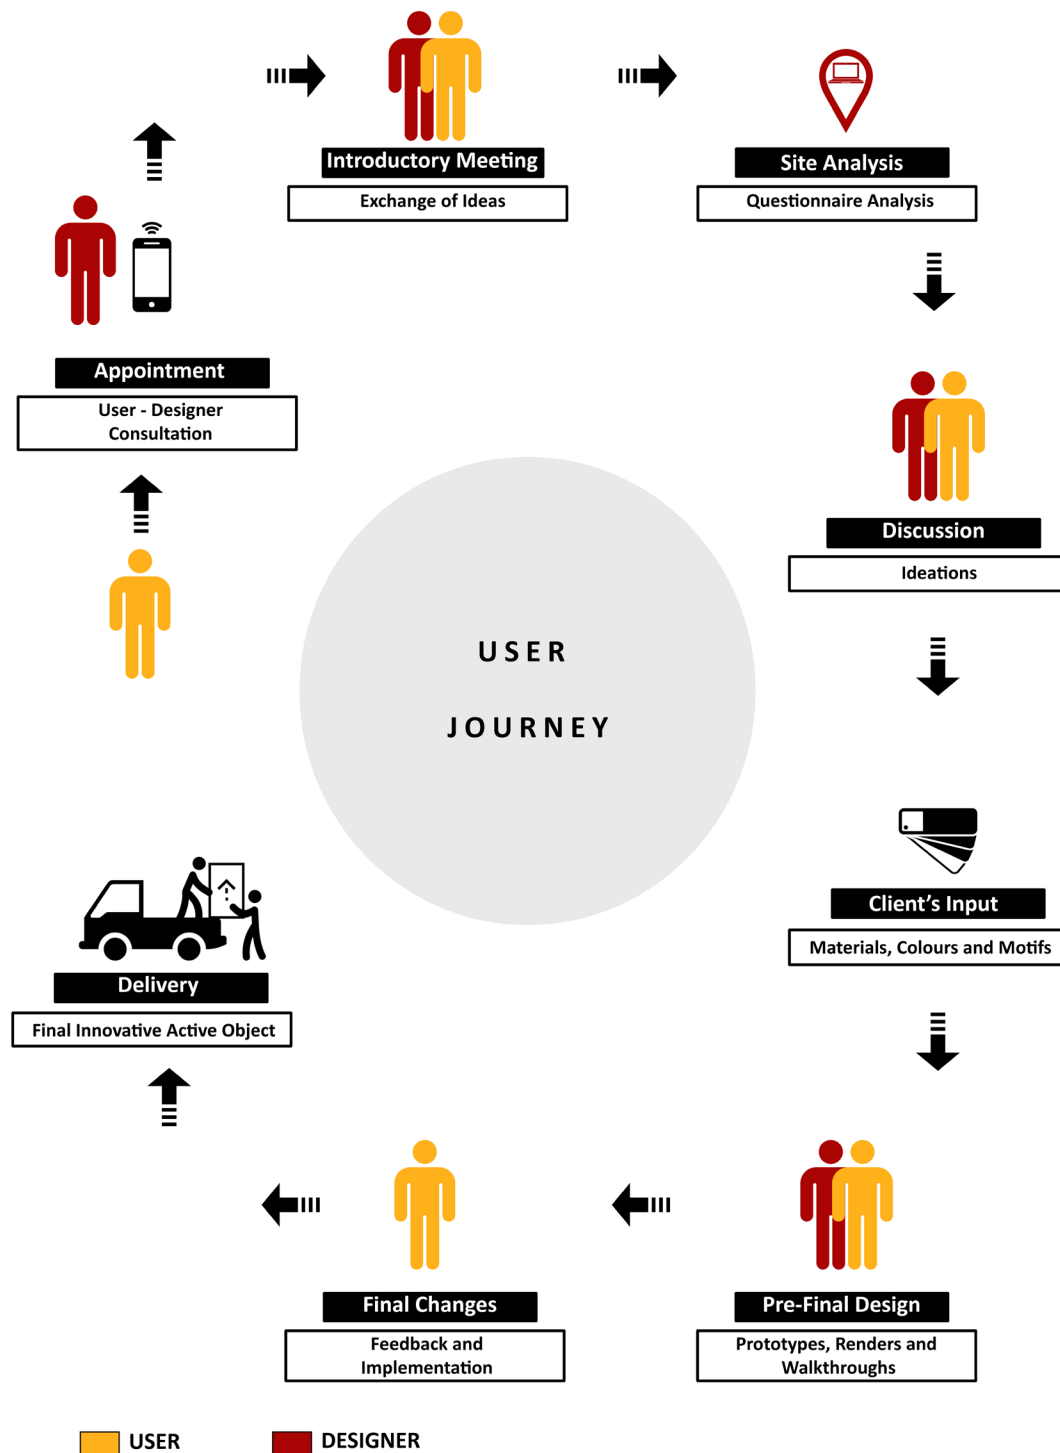 Introductory Meeting
Exchange of Ideas
Site Analysis
Questionnaire Analysis
Appointment
User - Designer
Consultation
Discussion
Ideations
USER
JOURNEY
Client's Input
Materials, Colours and Motifs
Delivery
Final Innovative Active Object
Final Changes
Feedback and
Implementation
Pre-Final Design
Prototypes, Renders and
Walkthroughs
USER
DESIGNER